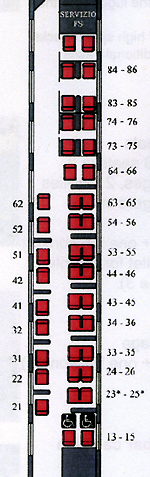 SERVIZIO
FS
84 - 86
83 - 85
74 - 76
73 - 75
64 - 66
62 63 - 65
52 54 - 56
51 53 - 55
42 44 - 46
41 43 - 45
32 34 - 36
31 33 - 35
22 24 - 26
21 23* - 25*
13 - 15